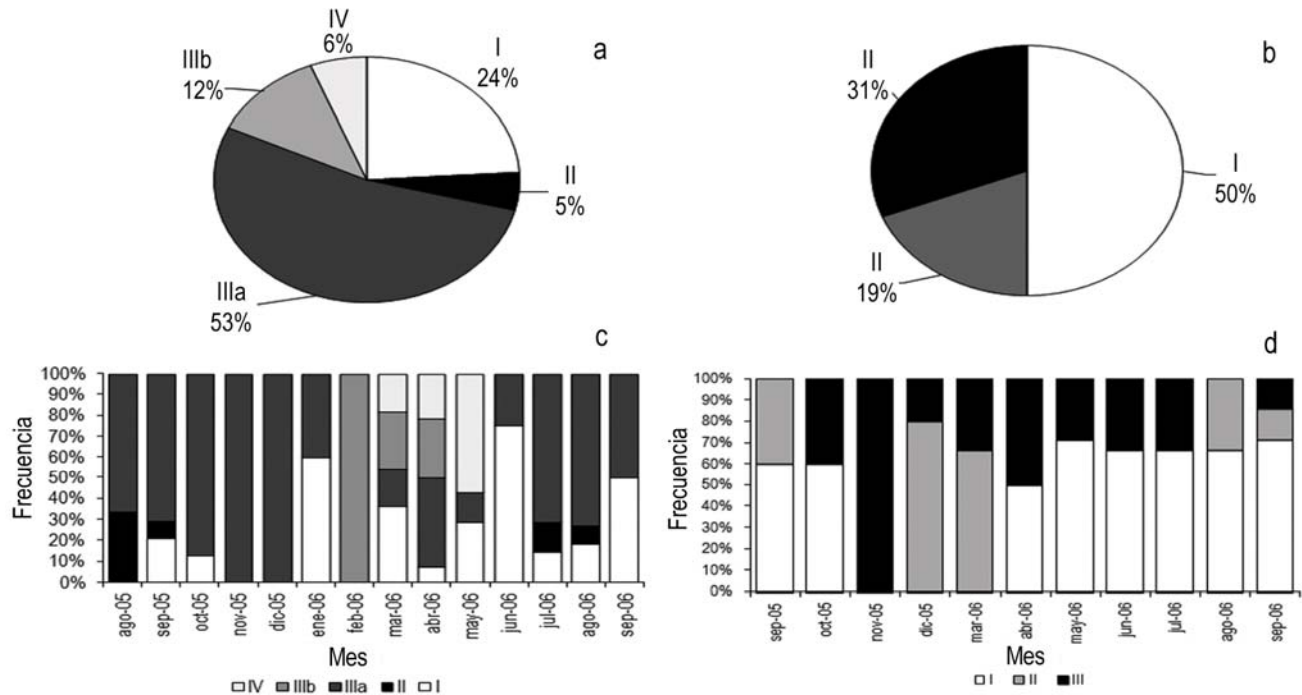 a
IV
6%
I
24%
IIIb
12%
II
5%
IIIa
53%
b
II
31%
I
50%
II
19%
c
Frecuencia
100%
90%
80%
70%
60%
50%
40%
30%
20%
10%
0%
ago-05
sep-05
oct-05
nov-05
dic-05
ene-06
feb-06
mar-06
abr-06
may-06
jun-06
jul-06
ago-06
sep-06
Mes
IV IIIb IIIa II I
d
Frecuencia
100%
90%
80%
70%
60%
50%
40%
30%
20%
10%
0%
sep-05
oct-05
nov-05
dic-05
mar-06
abr-06
may-06
jun-06
jul-06
ago-06
sep-06
Mes
I II III